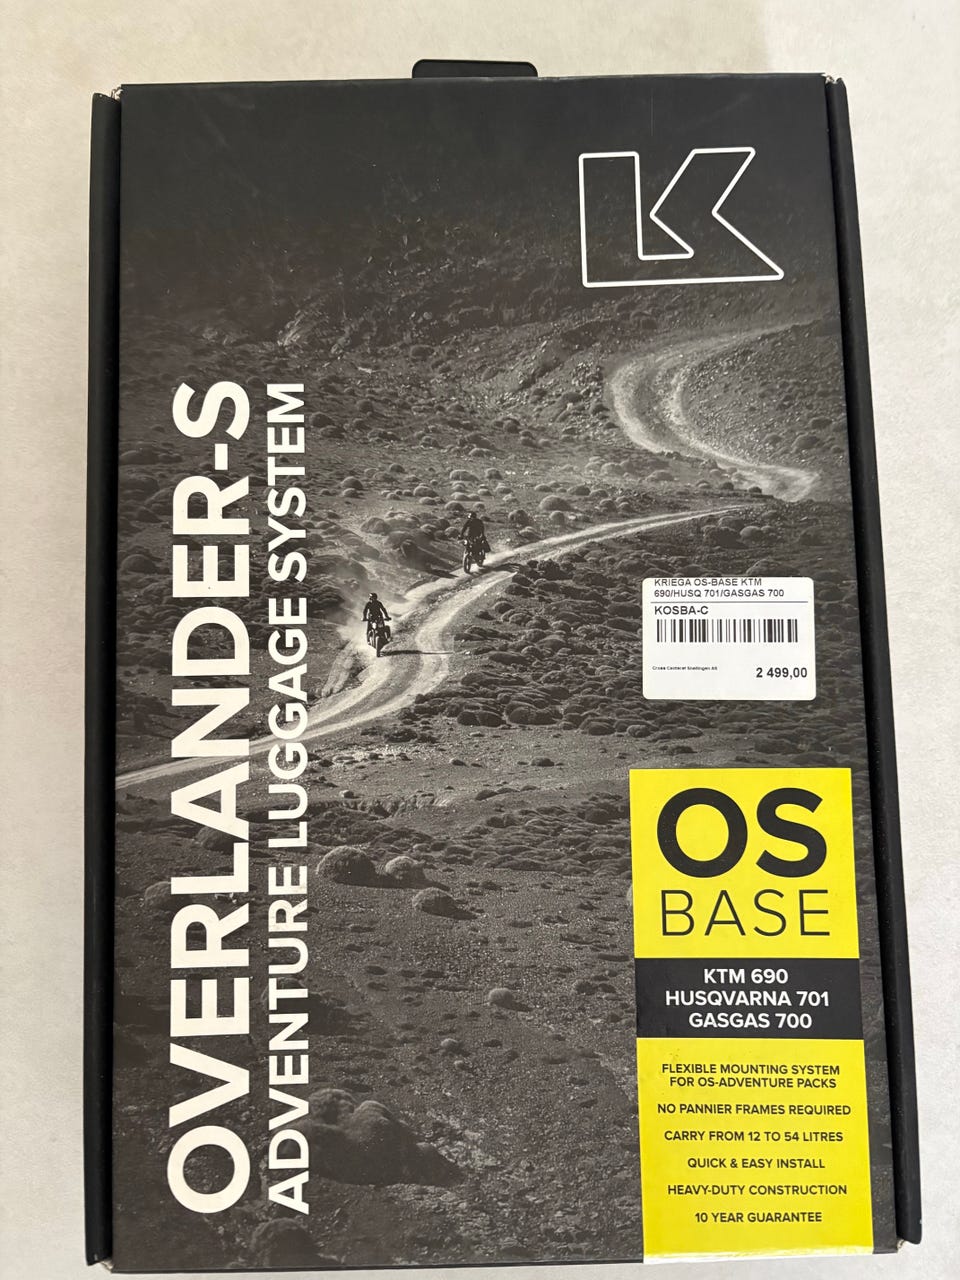 OVERLANDER-S
ADVENTURE LUGGAGE SYSTEM
KRIEGA OS-BASE KTM
690/HUSQ 701/GASGAS 700
KOSBA-C
2 499,00
OS
BASE
KTM 690
HUSQVARNA 701
GASGAS 700
FLEXIBLE MOUNTING SYSTEM
FOR OS-ADVENTURE PACKS
NO PANNIER FRAMES REQUIRED
CARRY FROM 12 TO 54 LITRES
QUICK & EASY INSTALL
HEAVY-DUTY CONSTRUCTION
10 YEAR GUARANTEE